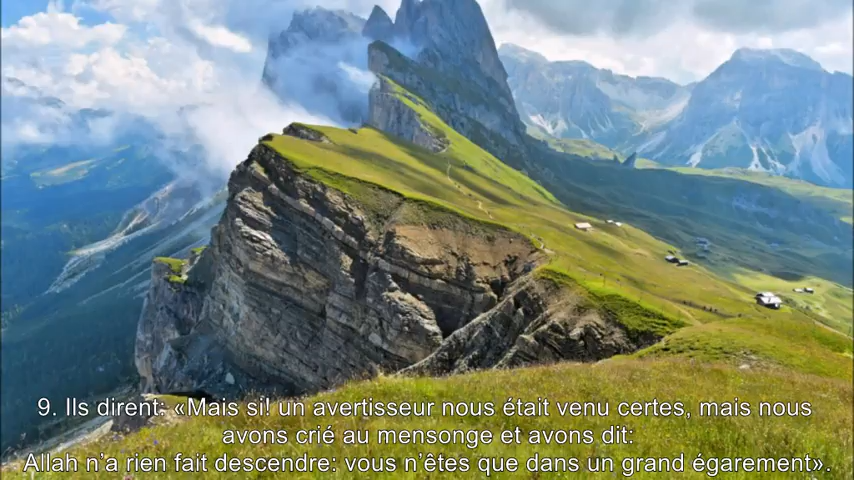 9. Ils dirent: «Mais si! un avertisseur nous était venu certes, mais nous
avons crié au mensonge et avons dit:
Allah n’a rien fait descendre: vous n’êtes que dans un grand égarement».